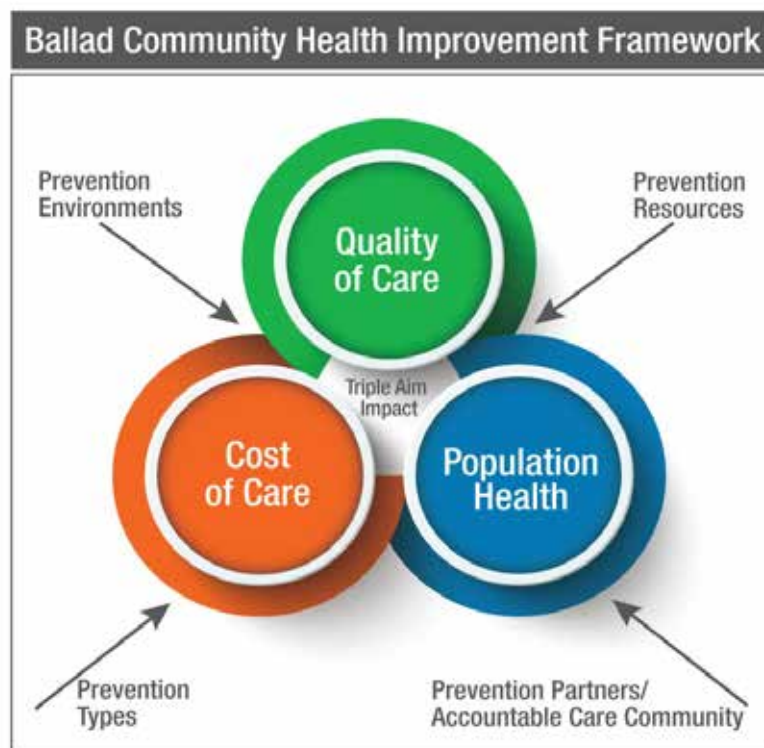 Ballad Community Health Improvement Framework
Prevention
Environments
Prevention
Resources
Quality
of Care
Triple Aim
Impact
Cost
of Care
Population
Health
Prevention
Types
Prevention Partners/
Accountable Care Community